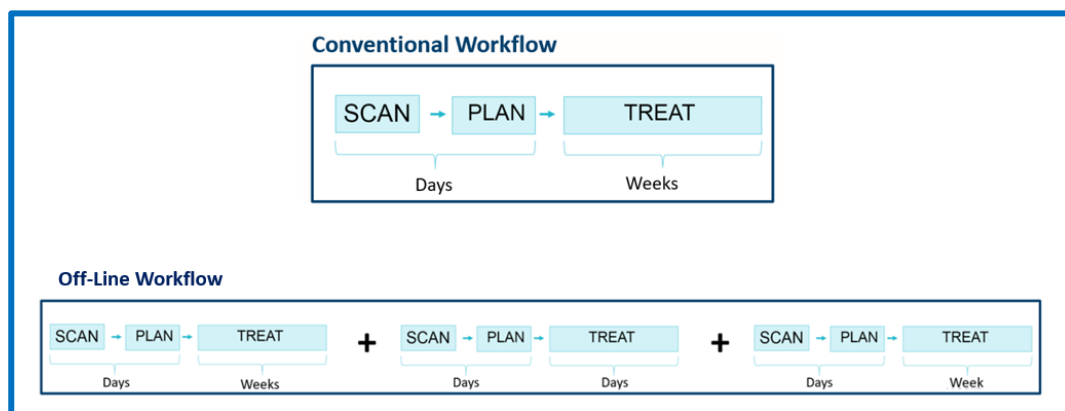 Conventional Workflow
SCAN → PLAN → TREAT
Days Weeks
Off-Line Workflow
SCAN → PLAN → TREAT + SCAN → PLAN → TREAT + SCAN → PLAN → TREAT
Days Weeks Days Days Days Week